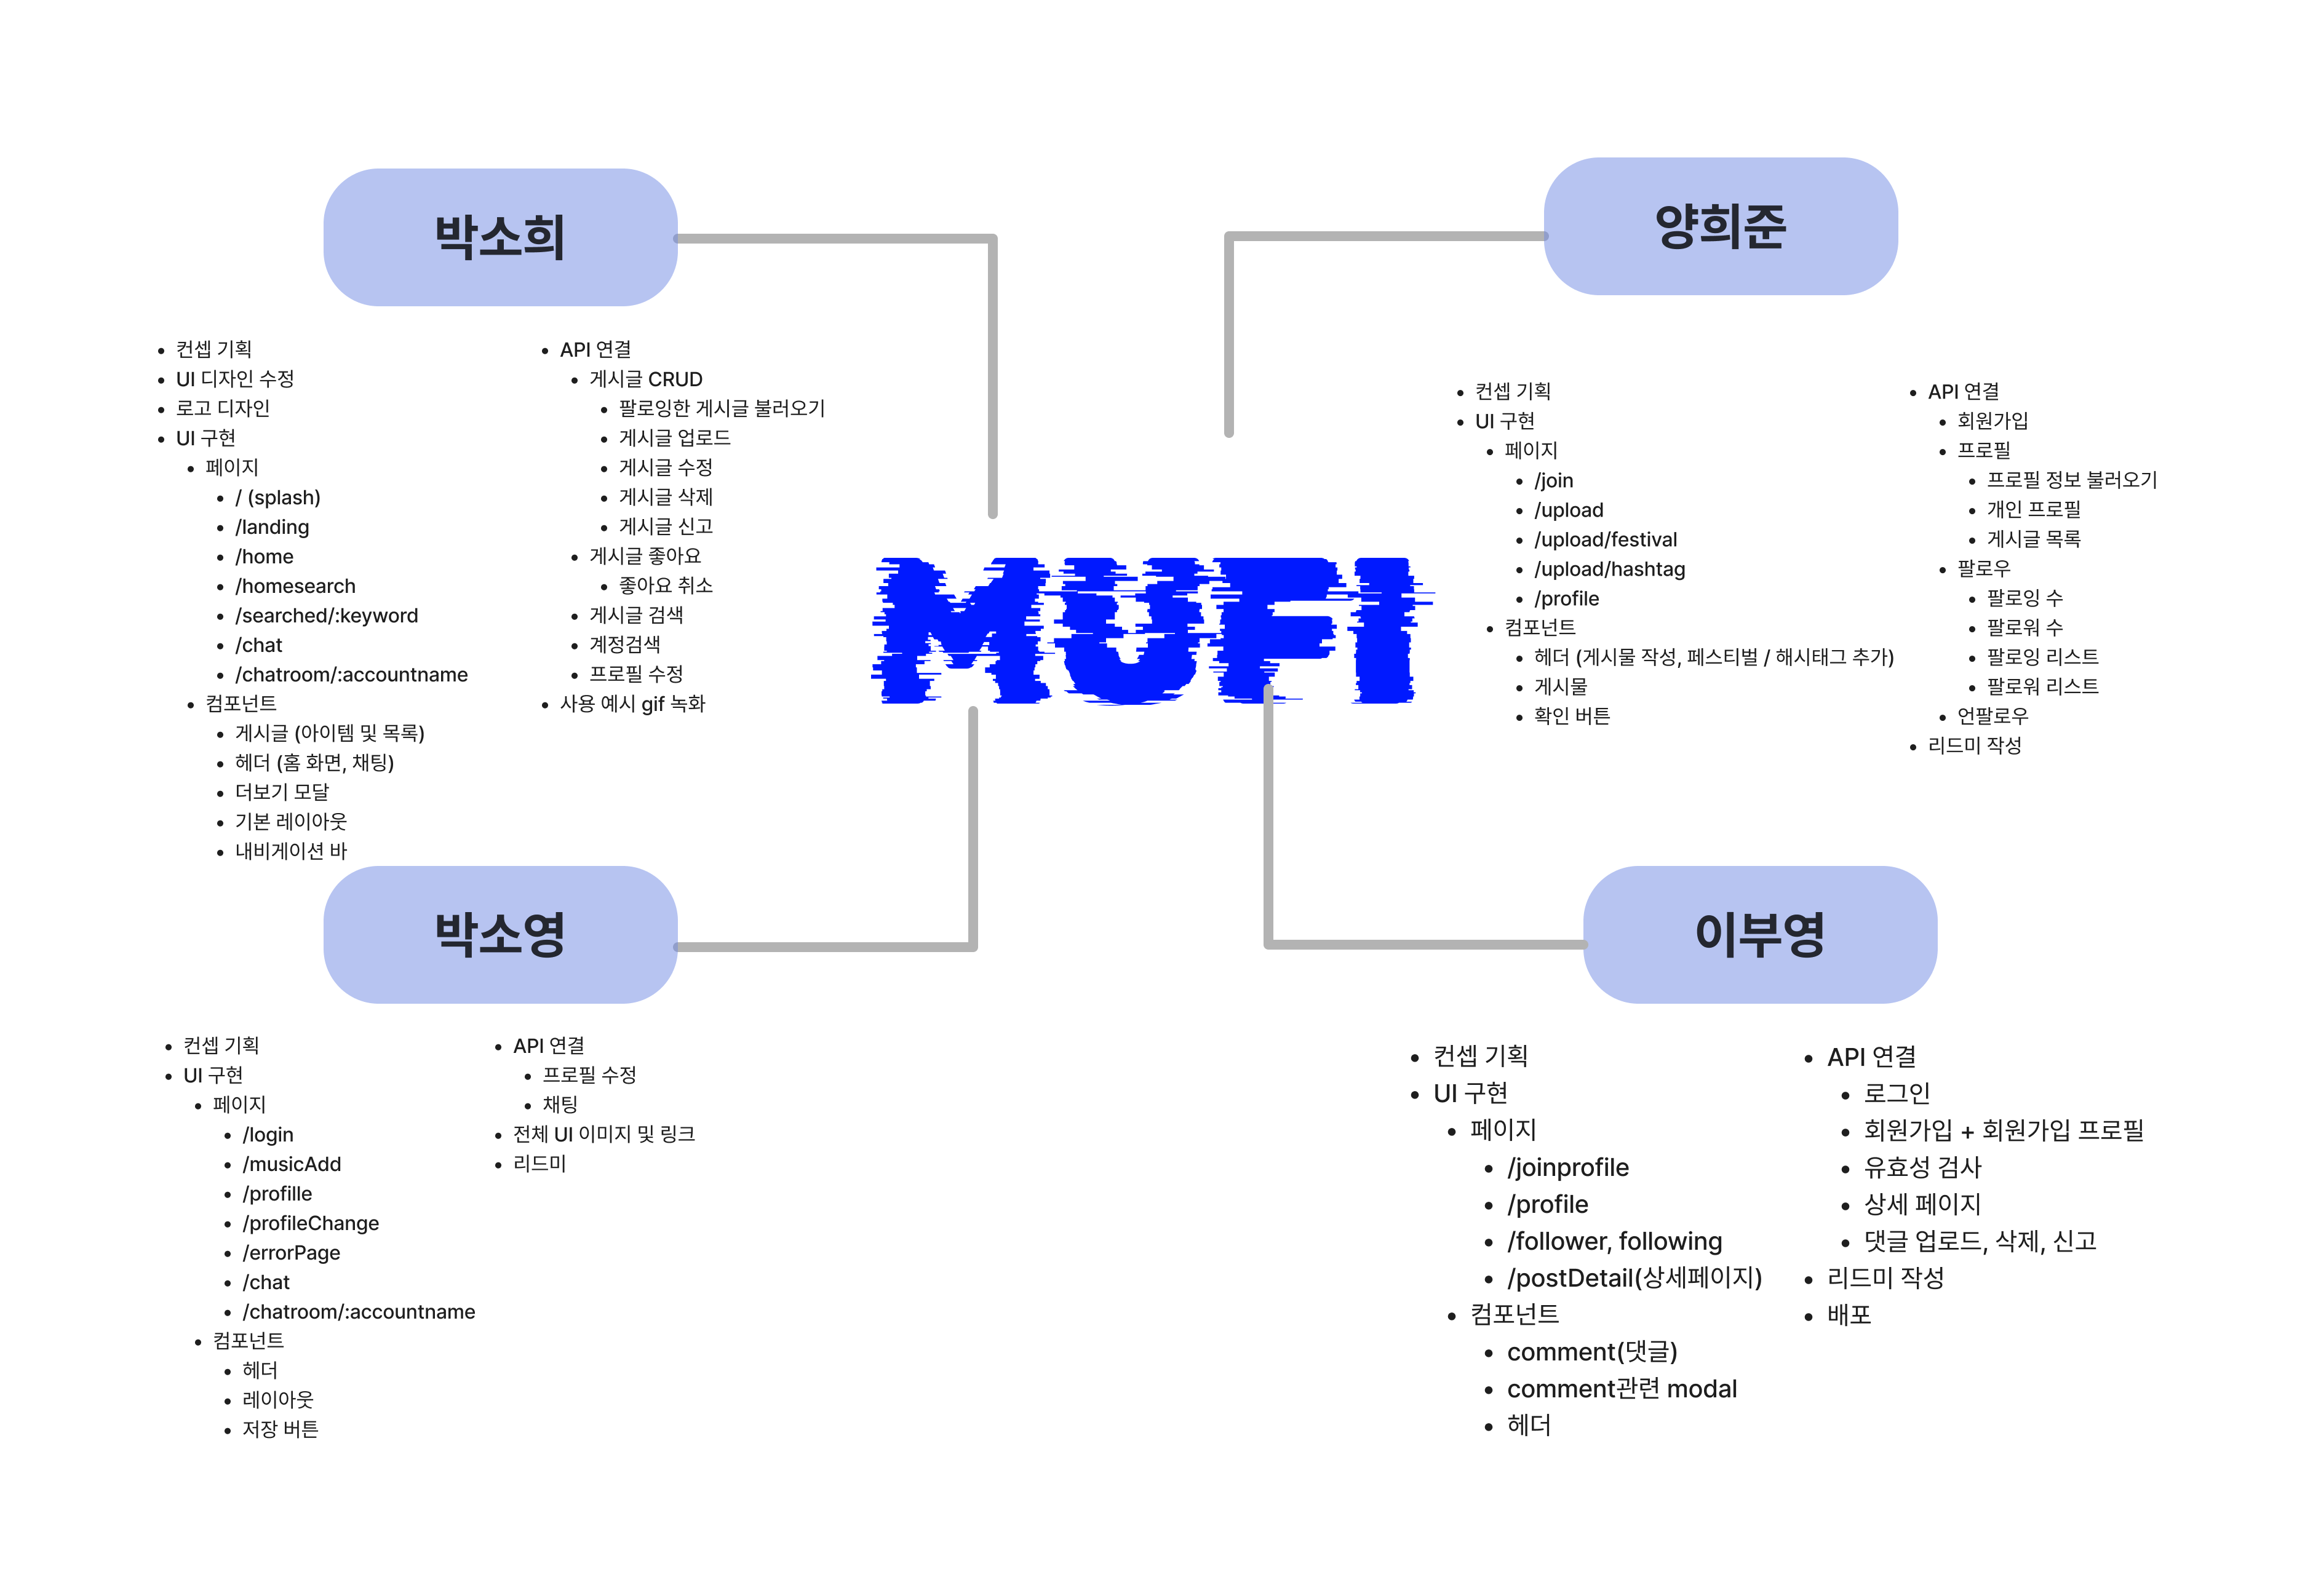 박소희
컨셉 기획
UI 디자인 수정
로고 디자인
UI 구현
페이지
/ (splash)
/landing
/home
/homesearch
/searched/:keyword
/chat
/chatroom/:accountname
컴포넌트
게시글 (아이템 및 목록)
헤더 (홈 화면, 채팅)
더보기 모달
기본 레이아웃
내비게이션 바
API 연결
게시글 CRUD
팔로잉한 게시글 불러오기
게시글 업로드
게시글 수정
게시글 삭제
게시글 신고
게시글 좋아요
좋아요 취소
게시글 검색
계정검색
프로필 수정
사용 예시 gif 녹화
MUFI
양희준
컨셉 기획
UI 구현
페이지
/join
/upload
/upload/festival
/upload/hashtag
/profile
컴포넌트
헤더 (게시물 작성, 페스티벌 / 해시태그 추가)
게시물
확인 버튼
API 연결
회원가입
프로필
프로필 정보 불러오기
개인 프로필
게시글 목록
팔로우
팔로잉 수
팔로워 수
팔로잉 리스트
팔로워 리스트
언팔로우
리드미 작성
박소영
컨셉 기획
UI 구현
페이지
/login
/musicAdd
/profille
/profileChange
/errorPage
/chat
/chatroom/:accountname
컴포넌트
헤더
레이아웃
저장 버튼
API 연결
프로필 수정
채팅
전체 UI 이미지 및 링크
리드미
이부영
컨셉 기획
UI 구현
페이지
/joinprofile
/profile
/follower, following
/postDetail(상세페이지)
컴포넌트
comment(댓글)
comment관련 modal
헤더
API 연결
로그인
회원가입 + 회원가입 프로필
유효성 검사
상세 페이지
댓글 업로드, 삭제, 신고
리드미 작성
배포